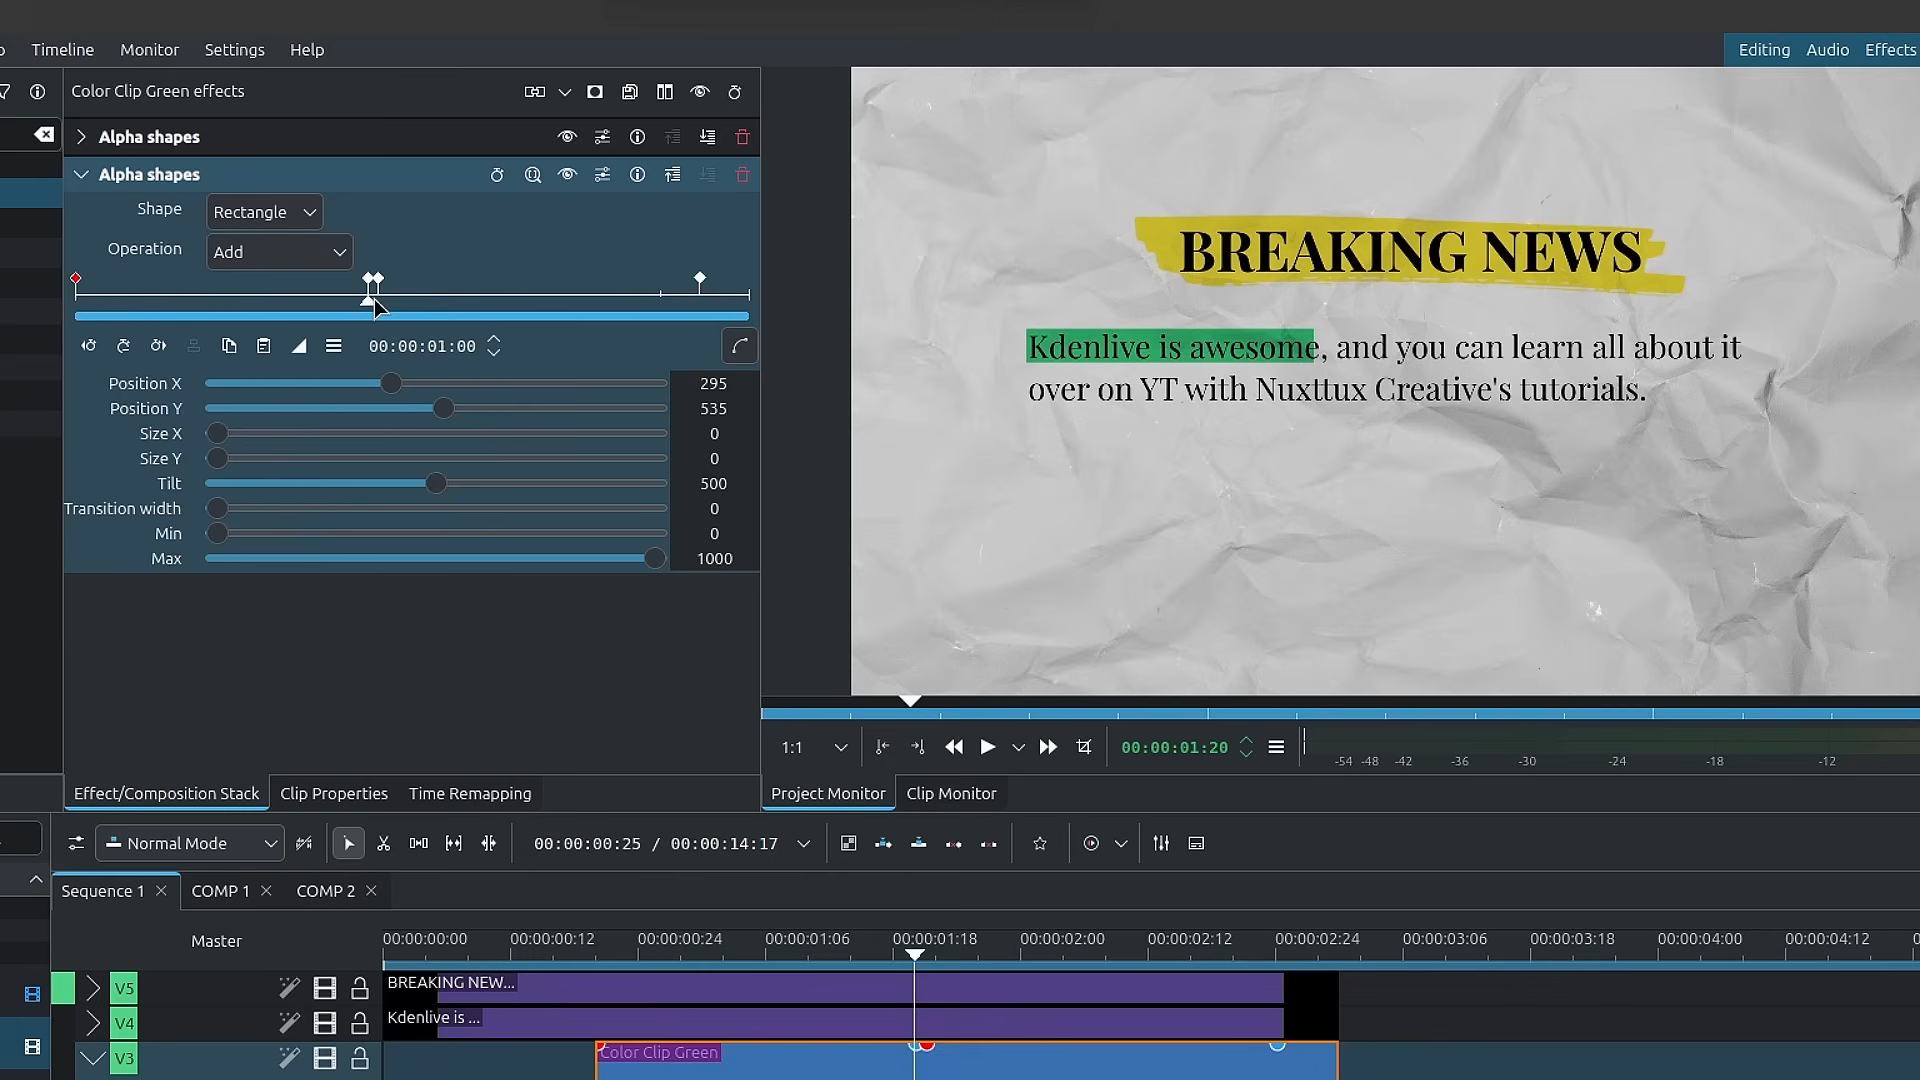 Timeline Monitor Settings Help
Editing Audio Effects
Color Clip Green effects
Alpha shapes
Alpha shapes
Shape Rectangle
Operation Add
00:00:01:00
Position X 295
Position Y 535
Size X 0
Size Y 0
Tilt 500
Transition width 0
Min 0
Max 1000
BREAKING NEWS
Kdenlive is awesome, and you can learn all about it
over on YT with Nuxttux Creative's tutorials.
1:1 00:00:01:20
-54 -48 -42 -36 -30 -24 -18 -12
Effect/Composition Stack Clip Properties Time Remapping
Project Monitor Clip Monitor
Normal Mode 00:00:00:25 / 00:00:14:17
Sequence 1 COMP 1 COMP 2
Master 00:00:00:00 00:00:00:12 00:00:00:24 00:00:01:06 00:00:01:18 00:00:02:00 00:00:02:12 00:00:02:24 00:00:03:06 00:00:03:18 00:00:04:00 00:00:04:12
V5 BREAKING NEW...
V4 Kdenlive is ...
V3 Color Clip Green